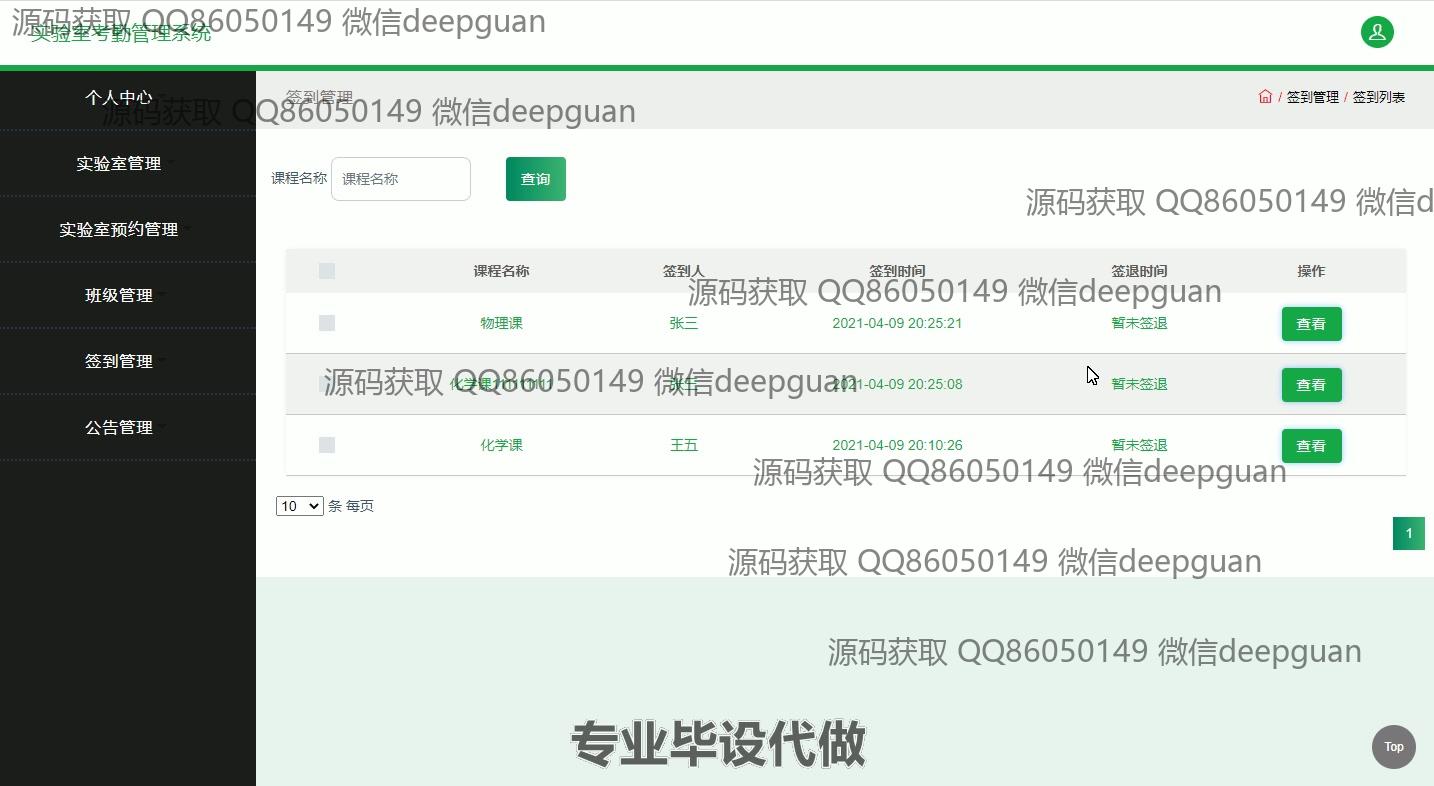 源码获取 QQ86050149 微信deepguan
实验室考勤管理系统
个人中心
签到管理
/ 签到管理 / 签到列表
源码获取 QQ86050149 微信deepguan
实验室管理
课程名称 课程名称 查询
源码获取 QQ86050149 微信d
实验室预约管理
课程名称 签到人 签到时间 签退时间 操作
源码获取 QQ86050149 微信deepguan
班级管理
物理课 张三 2021-04-09 20:25:21 暂未签退 查看
签到管理
化学课111111111 张三 2021-04-09 20:25:08 暂未签退 查看
源码获取 QQ86050149 微信deepguan
公告管理
化学课 王五 2021-04-09 20:10:26 暂未签退 查看
源码获取 QQ86050149 微信deepguan
10 条 每页
1
源码获取 QQ86050149 微信deepguan
源码获取 QQ86050149 微信deepguan
专业毕设代做
Top